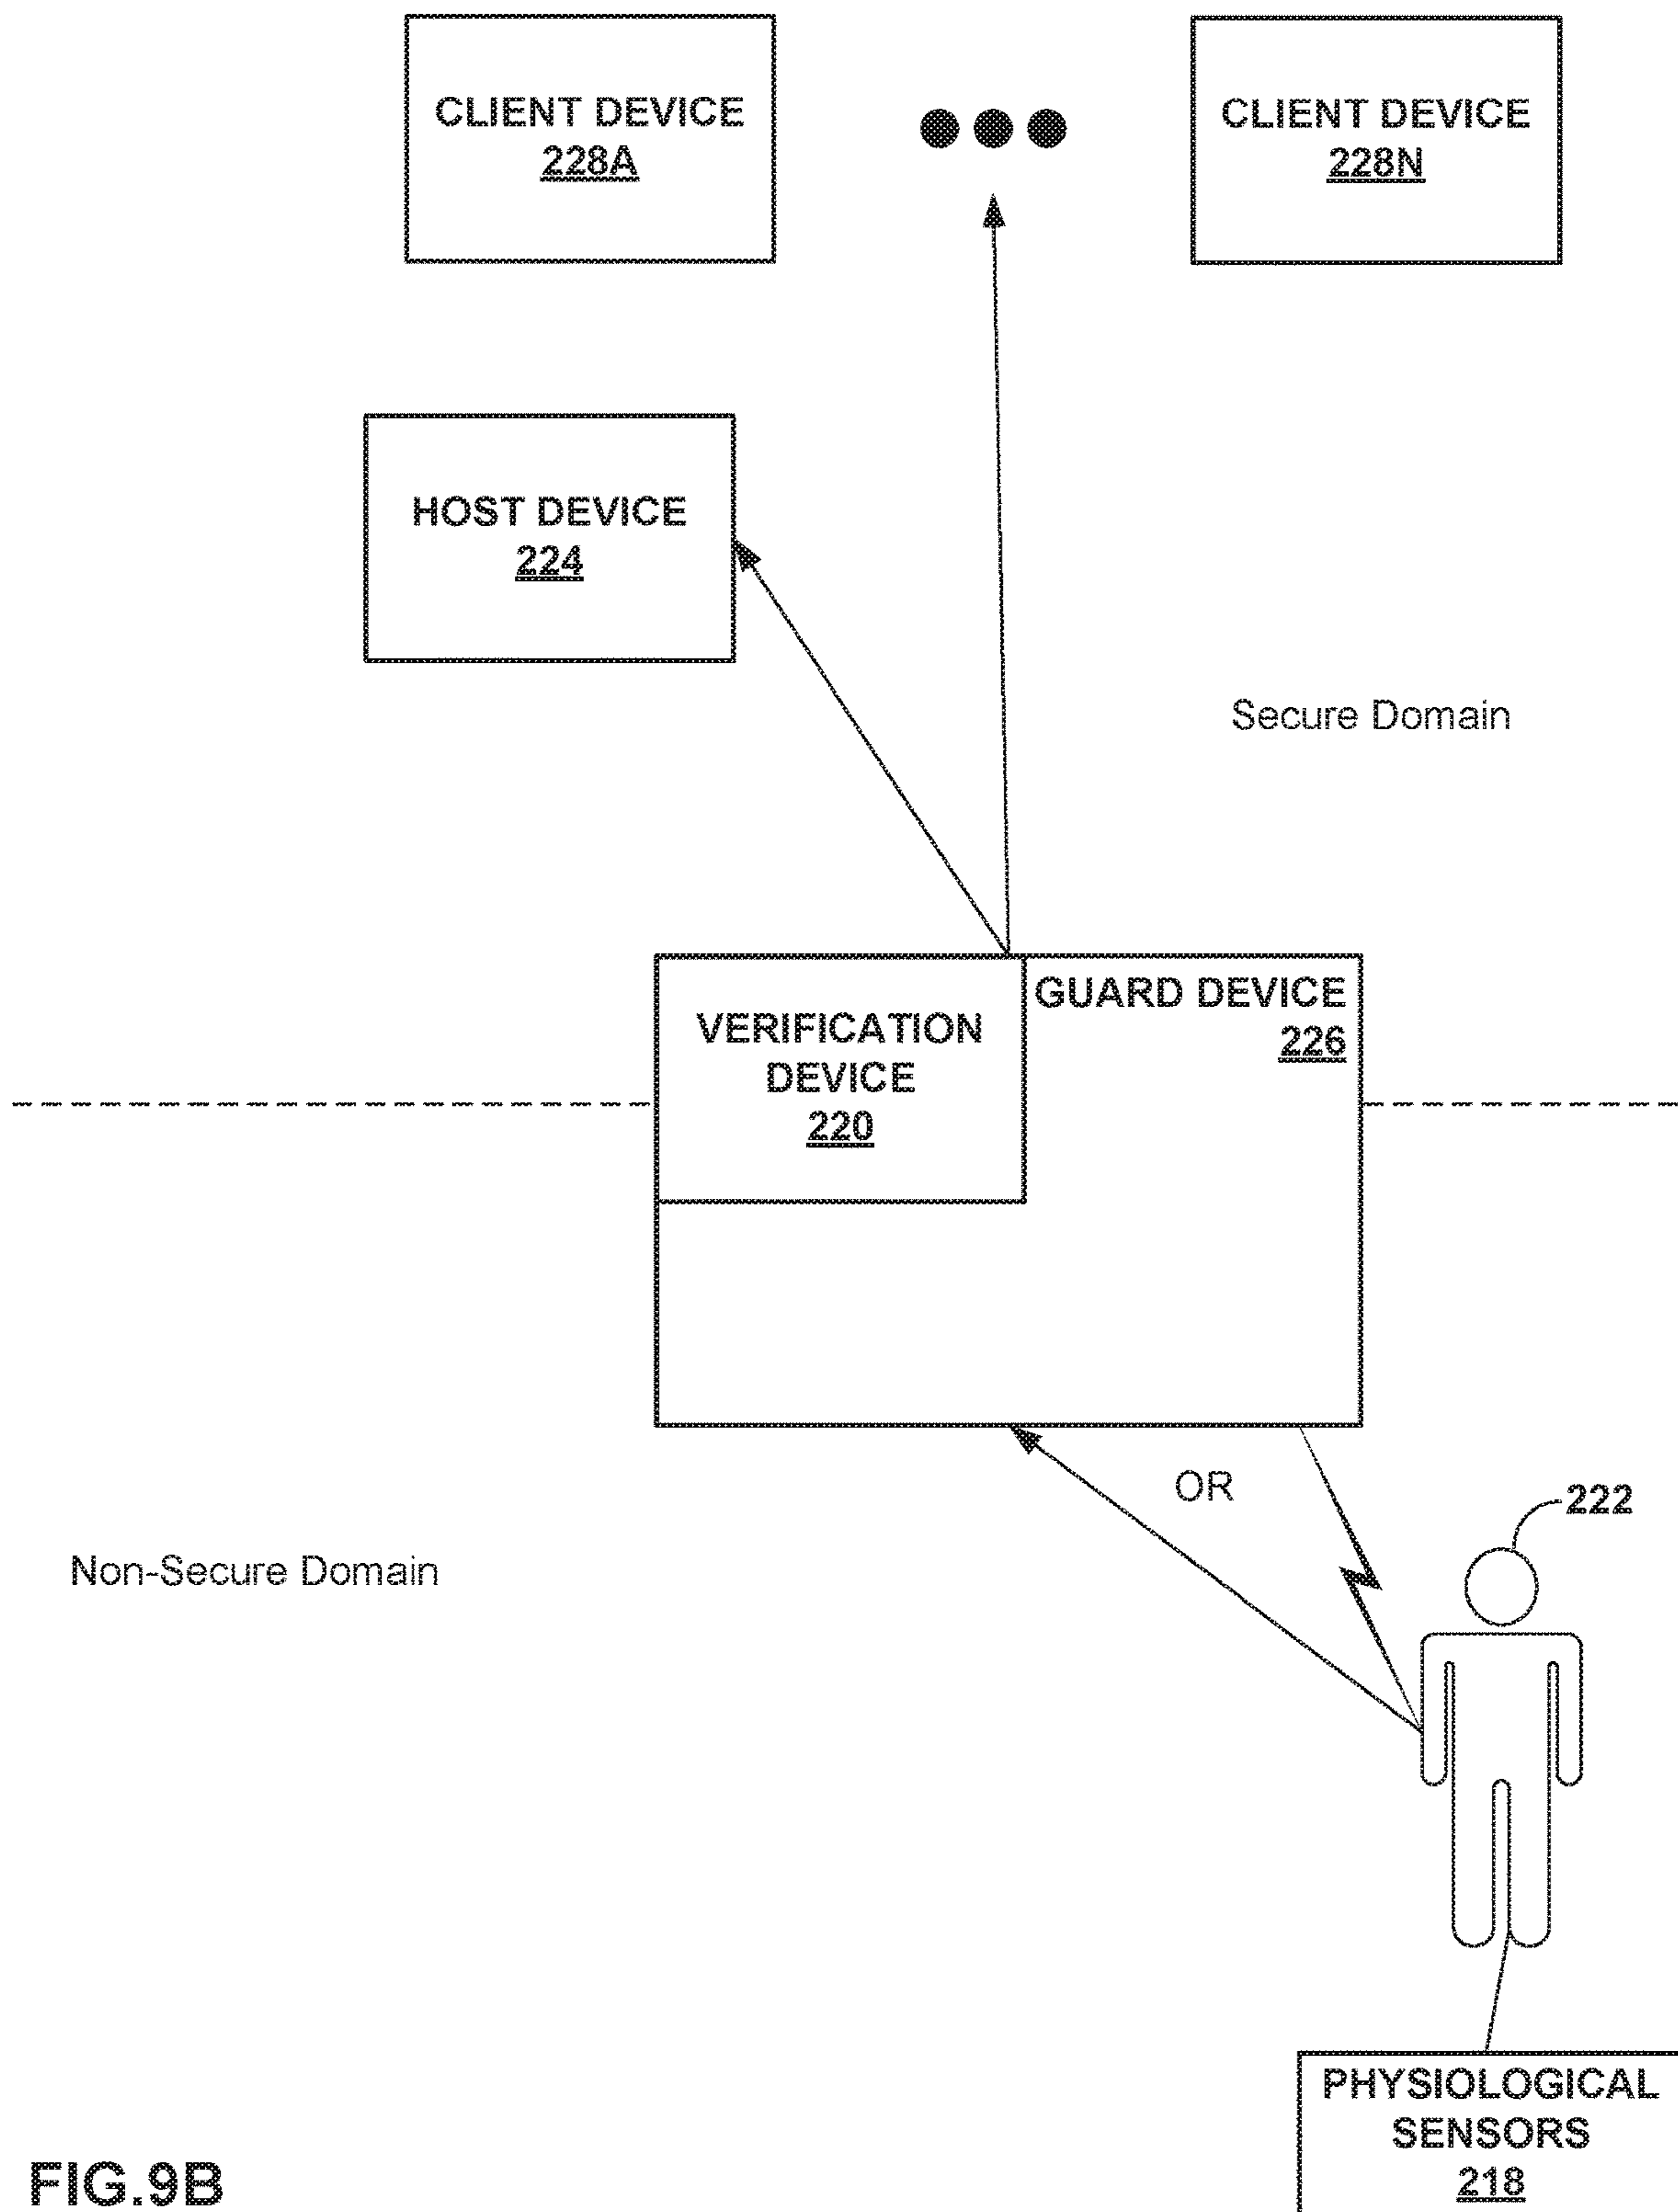 CLIENT DEVICE
228A
CLIENT DEVICE
228N
HOST DEVICE
224
Secure Domain
GUARD DEVICE
226
VERIFICATION
DEVICE
220
OR
222
Non-Secure Domain
PHYSIOLOGICAL
SENSORS
218
FIG.9B